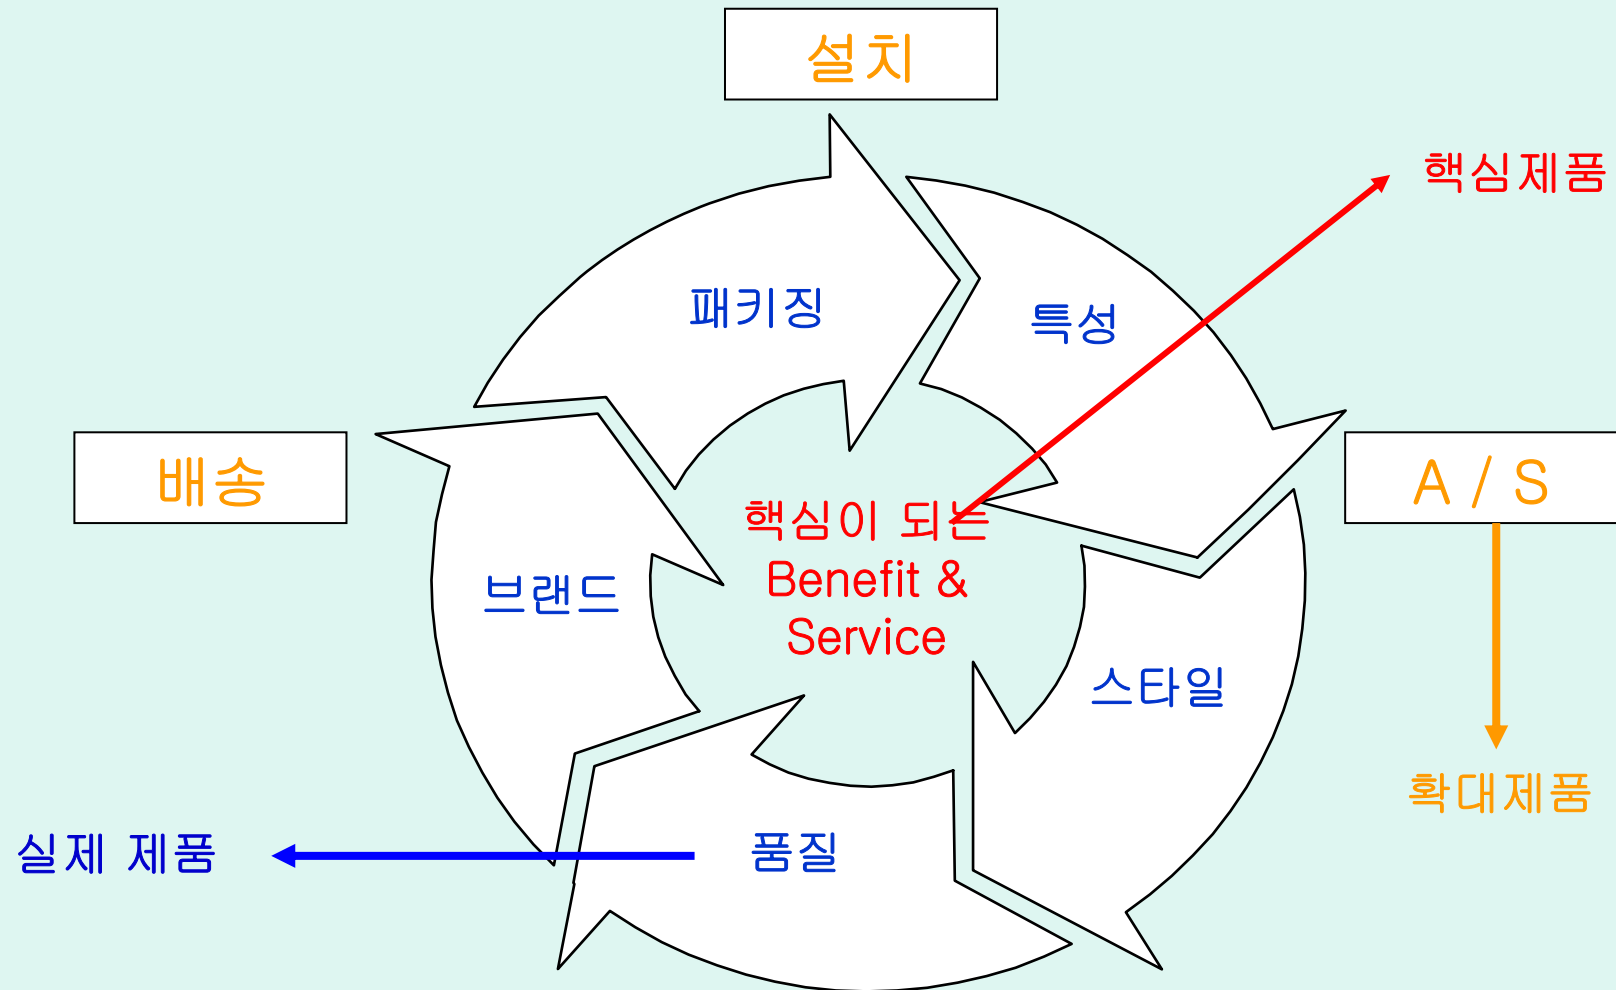 설치
핵심제품
패키징
특성
배송
A / S
핵심이 되는
Benefit &
Service
브랜드
스타일
확대제품
품질
실제 제품